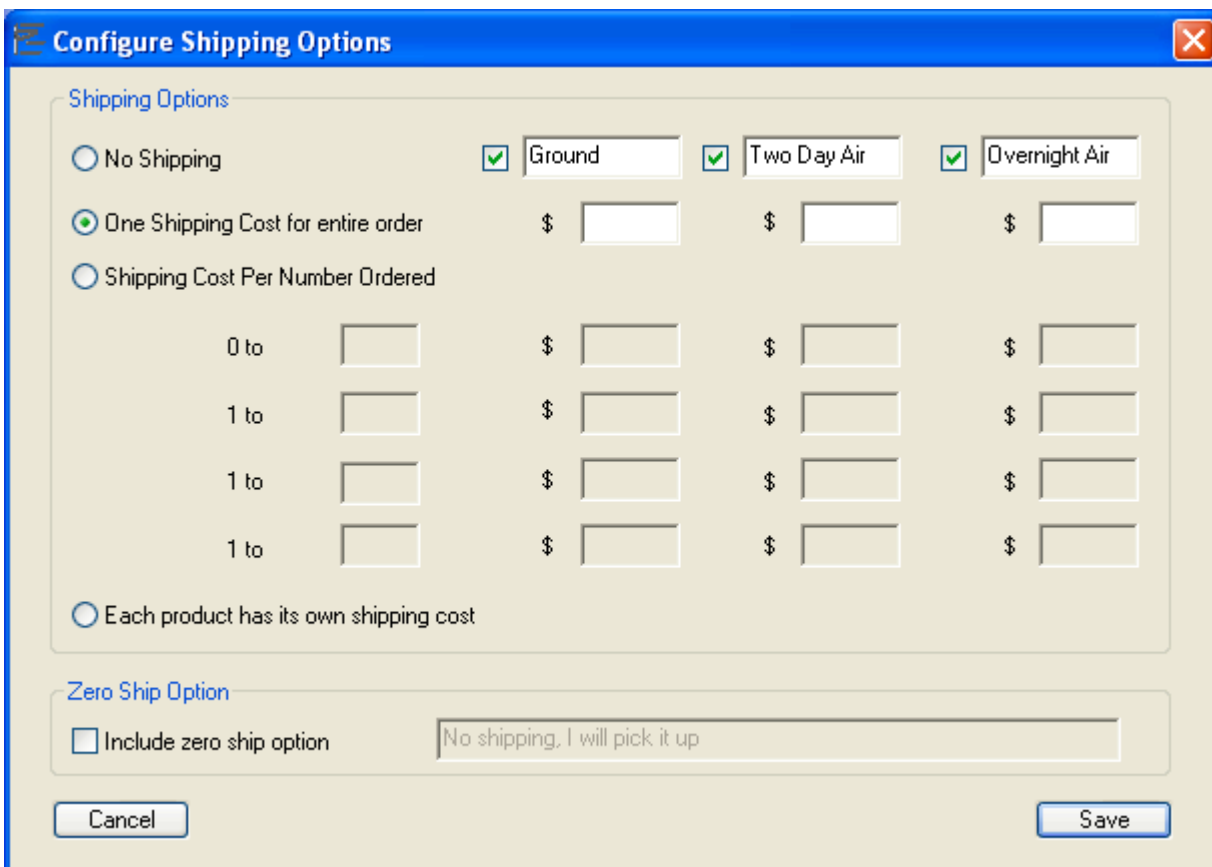 Configure Shipping Options
Shipping Options
No Shipping Ground Two Day Air Overnight Air
One Shipping Cost for entire order $ $ $
Shipping Cost Per Number Ordered
0 to $ $ $
1 to $ $ $
1 to $ $ $
1 to $ $ $
Each product has its own shipping cost
Zero Ship Option
Include zero ship option No shipping, I will pick it up
Cancel Save